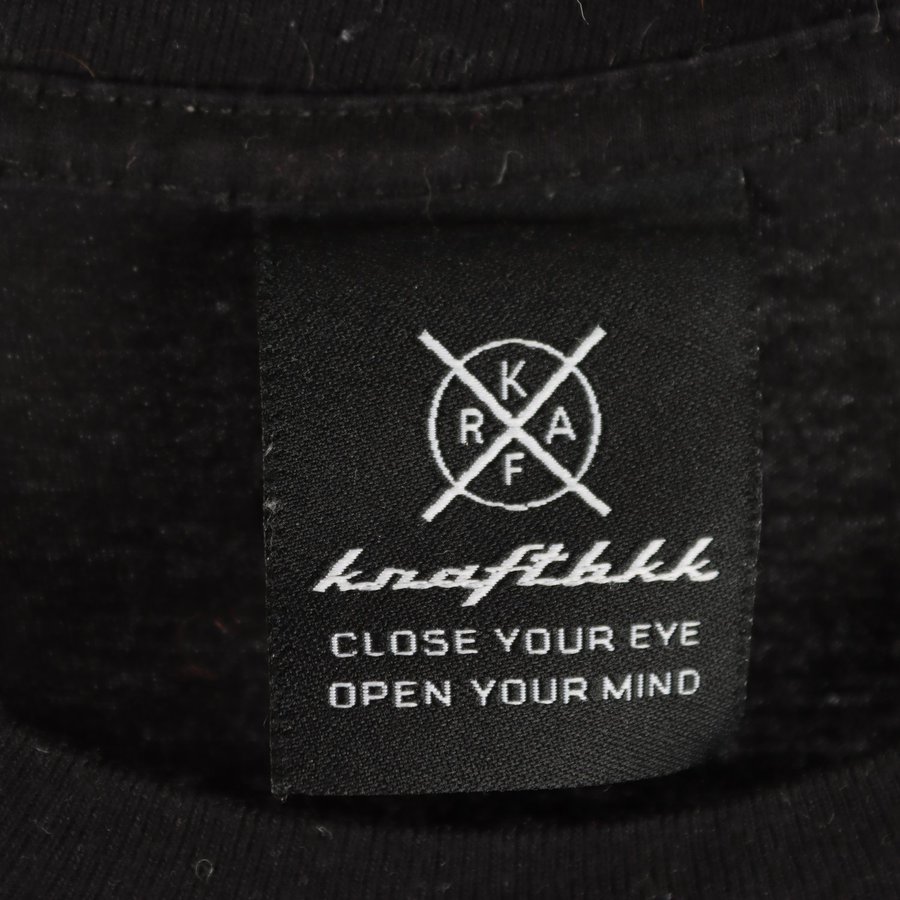 K
R A
F
kraftbkk
CLOSE YOUR EYE
OPEN YOUR MIND